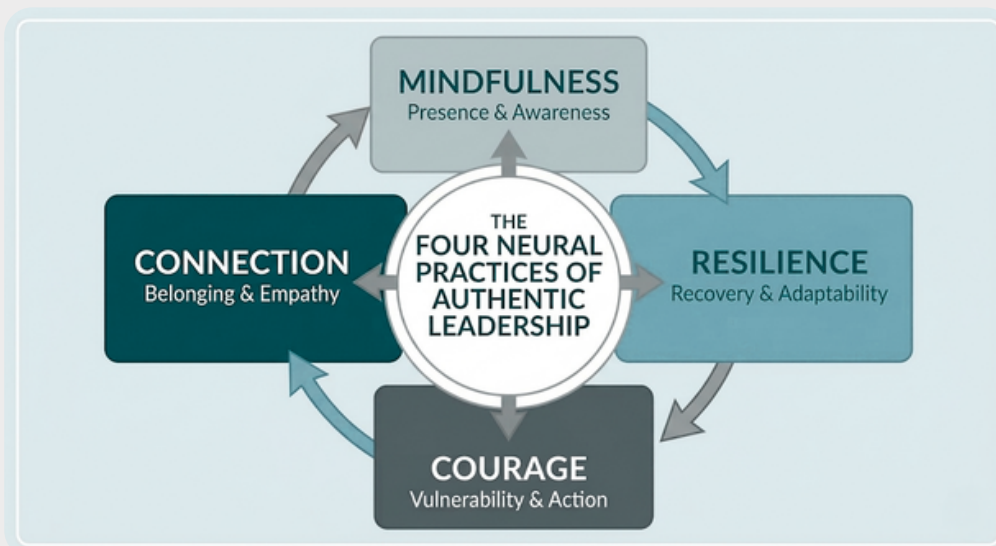 MINDFULNESS
Presence & Awareness
THE
FOUR NEURAL
PRACTICES OF
AUTHENTIC
LEADERSHIP
CONNECTION
Belonging & Empathy
RESILIENCE
Recovery & Adaptability
COURAGE
Vulnerability & Action